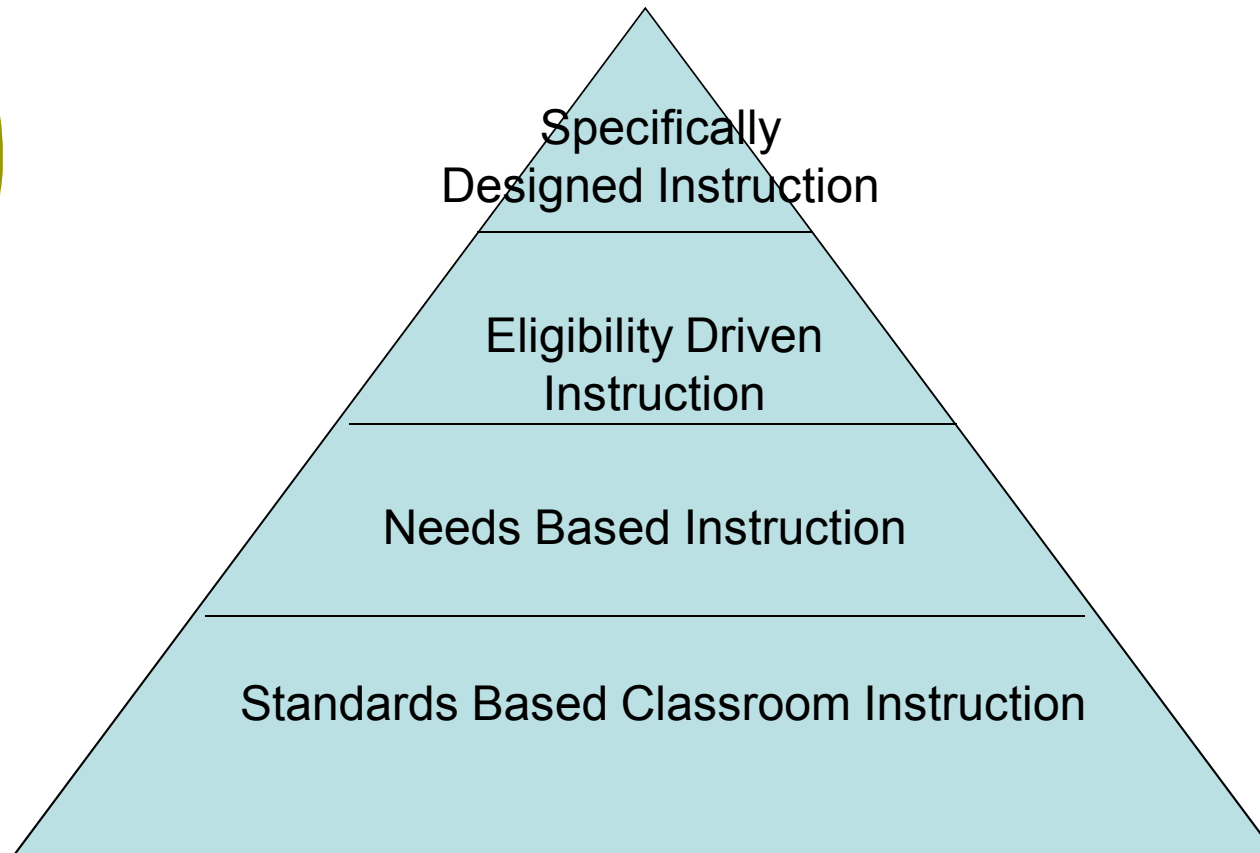 Specifically
Designed Instruction
Eligibility Driven
Instruction
Needs Based Instruction
Standards Based Classroom Instruction